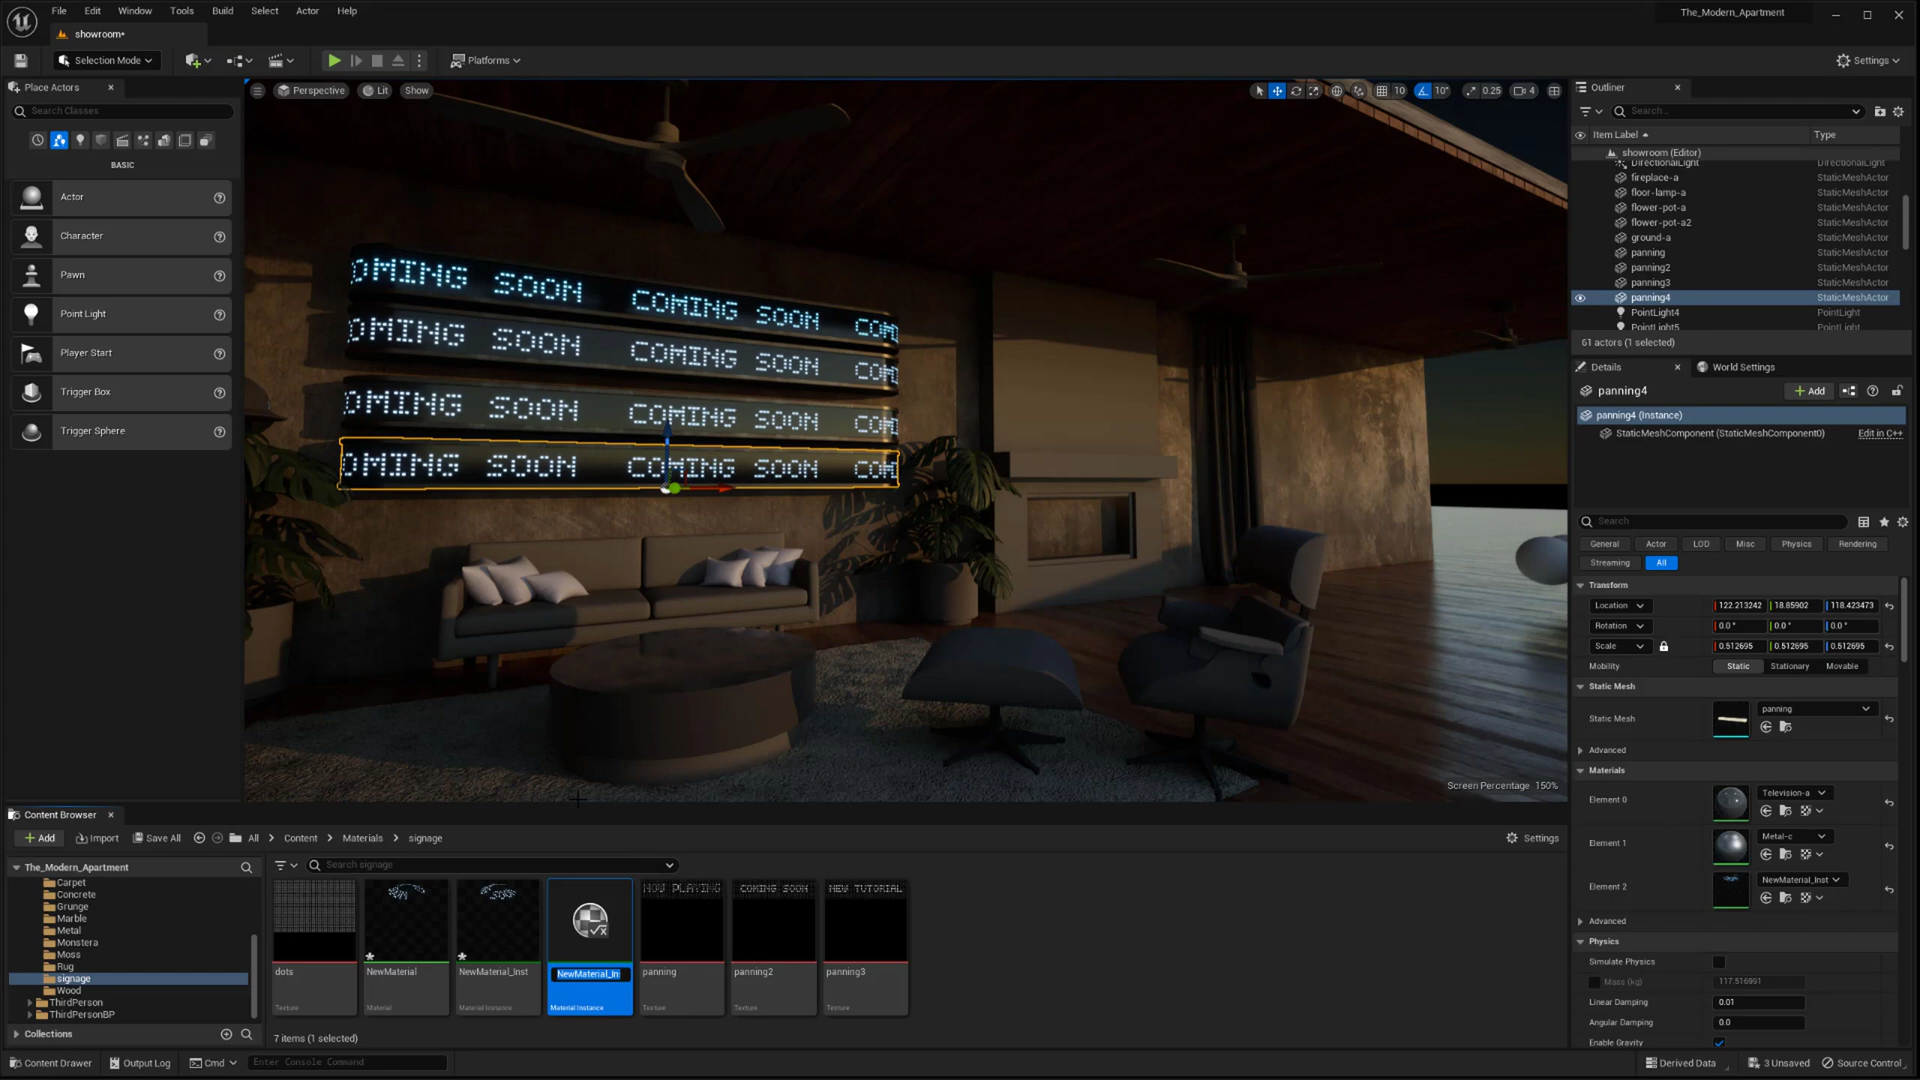 File Edit Window Tools Build Select Actor Help
The_Modern_Apartment
showroom•
Selection Mode
Platforms
Settings
Place Actors
Search Classes
BASIC
Actor
Character
Pawn
Point Light
Player Start
Trigger Box
Trigger Sphere
Perspective Lit Show
10 10° 0.25 4
OMING SOON COMING SOON COM
OMING SOON COMING SOON COM
OMING SOON COMING SOON COM
OMING SOON COMING SOON COM
Screen Percentage 150%
Outliner
Search...
Item Label Type
showroom (Editor)
DirectionalLight DirectionalLight
fireplace-a StaticMeshActor
floor-lamp-a StaticMeshActor
flower-pot-a StaticMeshActor
flower-pot-a2 StaticMeshActor
ground-a StaticMeshActor
panning StaticMeshActor
panning2 StaticMeshActor
panning3 StaticMeshActor
panning4 StaticMeshActor
PointLight4 PointLight
PointLight5 PointLight
61 actors (1 selected)
Details World Settings
panning4
Add
panning4 (Instance)
StaticMeshComponent (StaticMeshComponent0) Edit in C++
Search
General Actor LOD Misc Physics Rendering
Streaming All
Transform
Location 122.213242 18.85902 118.423473
Rotation 0.0° 0.0° 0.0°
Scale 0.512695 0.512695 0.512695
Mobility Static Stationary Movable
Static Mesh
Static Mesh panning
Advanced
Materials
Element 0 Television-a
Element 1 Metal-c
Element 2 NewMaterial_Inst
Advanced
Physics
Simulate Physics
Mass (kg) 117.516991
Linear Damping 0.01
Angular Damping 0.0
Enable Gravity
Content Browser
Add Import Save All All Content Materials signage
Settings
The_Modern_Apartment
Search signage
Carpet
Concrete
Grunge
Marble
Metal
Monstera
Moss
Rug
signage
Wood
ThirdPerson
ThirdPersonBP
Collections
NOW PLAYING COMING SOON NEW TUTORIAL
dots NewMaterial NewMaterial_Inst NewMaterial_In panning panning2 panning3
Texture Material Material Instance Material Instance Texture Texture Texture
7 items (1 selected)
Content Drawer Output Log Cmd Enter Console Command
Derived Data 3 Unsaved Source Control